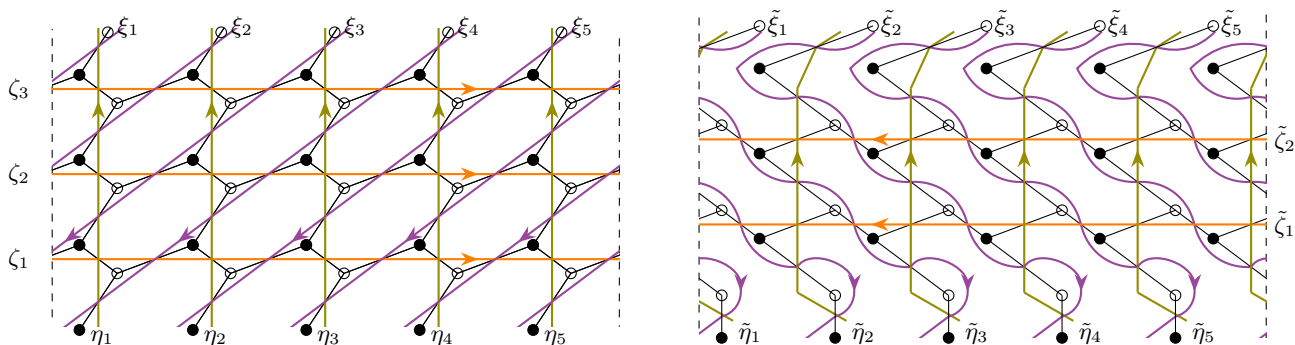 ξ₁ ξ₂ ξ₃ ξ₄ ξ₅
ζ₃
ζ₂
ζ₁
η₁ η₂ η₃ η₄ η₅
ξ̃₁ ξ̃₂ ξ̃₃ ξ̃₄ ξ̃₅
ζ̃₂
ζ̃₁
η̃₁ η̃₂ η̃₃ η̃₄ η̃₅